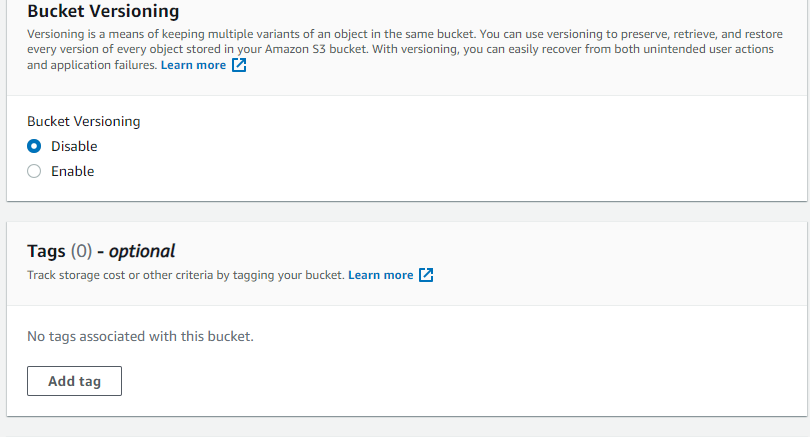 Bucket Versioning
Versioning is a means of keeping multiple variants of an object in the same bucket. You can use versioning to preserve, retrieve, and restore
every version of every object stored in your Amazon S3 bucket. With versioning, you can easily recover from both unintended user actions
and application failures. Learn more
Bucket Versioning
Disable
Enable
Tags (0) - optional
Track storage cost or other criteria by tagging your bucket. Learn more
No tags associated with this bucket.
Add tag